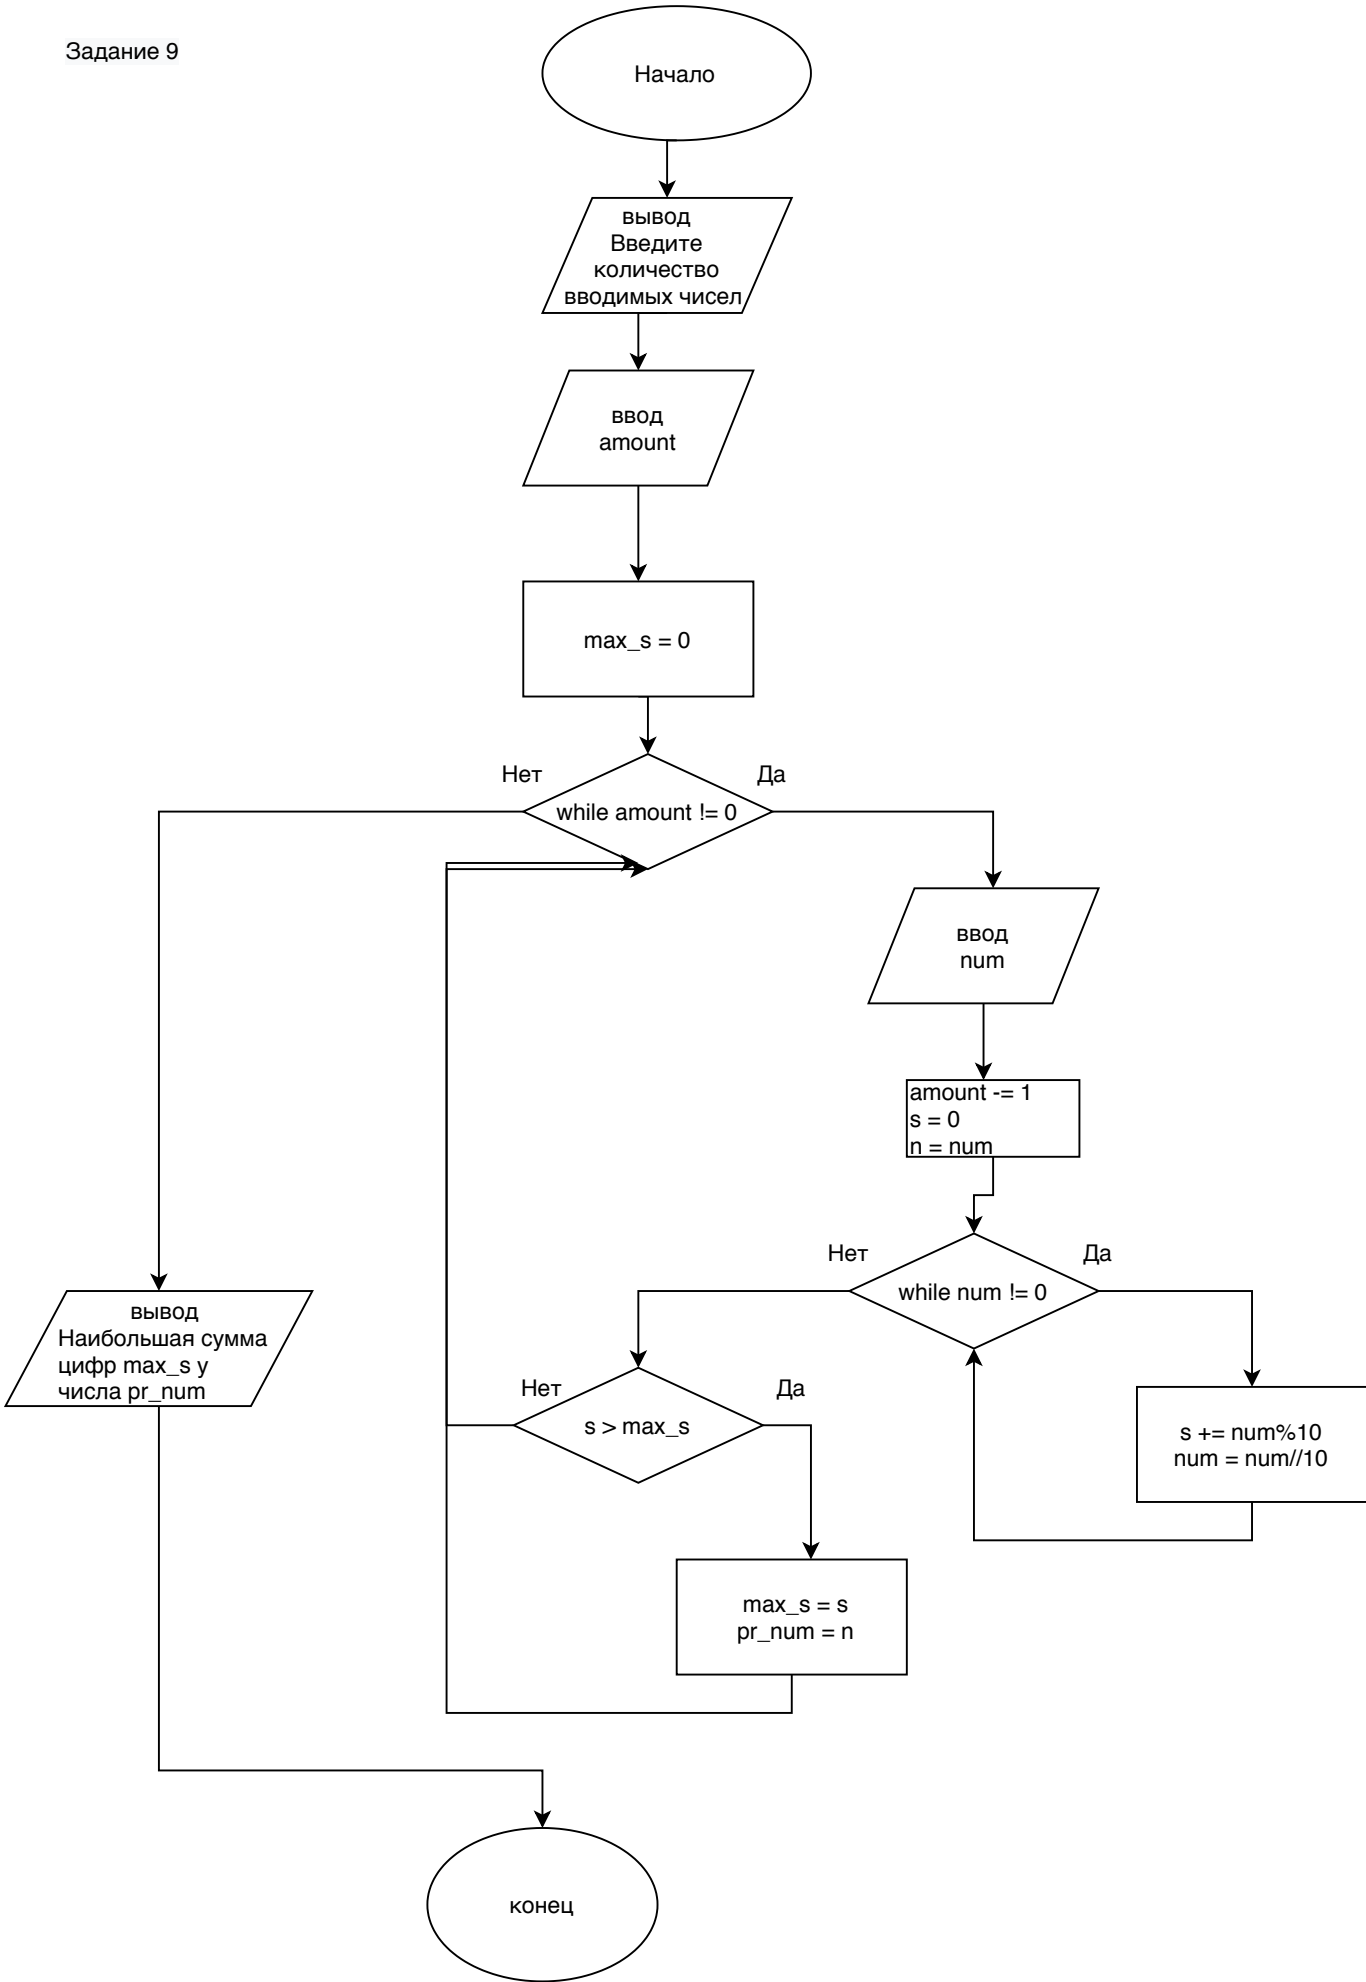 Задание 9
Начало
вывод
Введите
количество
вводимых чисел
ввод
amount
max_s = 0
Нет
Да
while amount != 0
ввод
num
amount -= 1
s = 0
n = num
Нет
Да
while num != 0
вывод
Наибольшая сумма
цифр max_s у
числа pr_num
Нет
Да
s > max_s
s += num%10
num = num//10
max_s = s
pr_num = n
конец